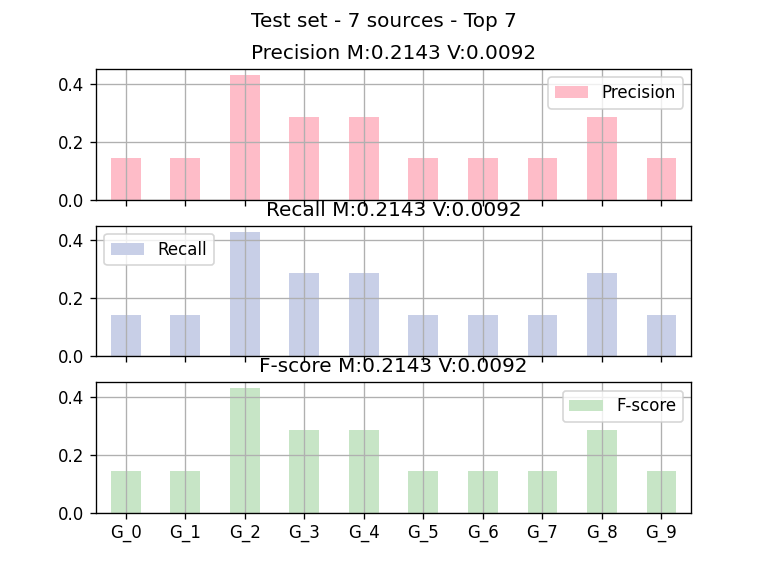 Test set - 7 sources - Top 7
Precision M:0.2143 V:0.0092
0.4
0.2
0.0
Precision
Recall M:0.2143 V:0.0092
0.4
0.2
0.0
Recall
F-score M:0.2143 V:0.0092
0.4
0.2
0.0
F-score
G_0 G_1 G_2 G_3 G_4 G_5 G_6 G_7 G_8 G_9